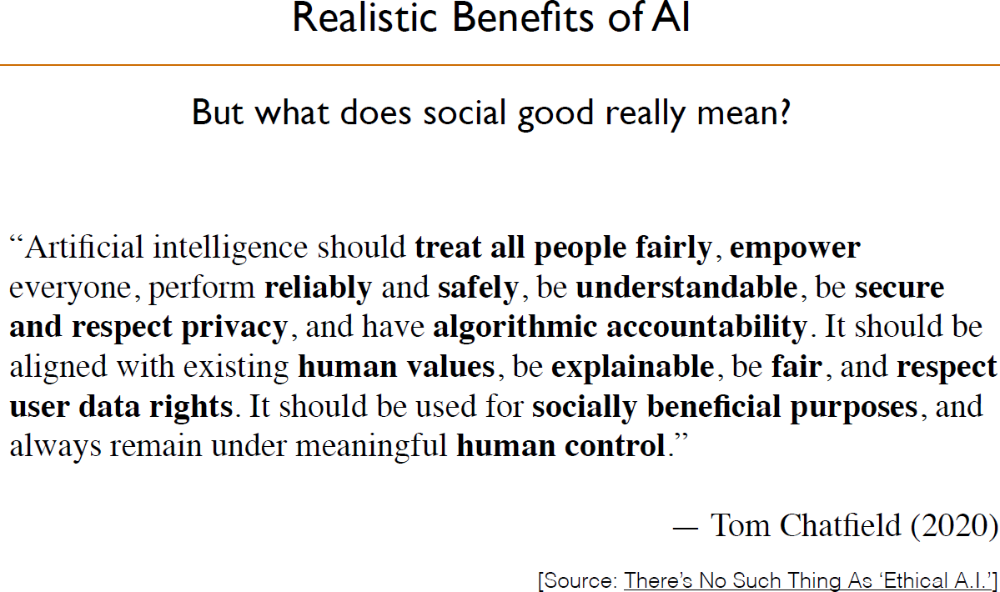 Realistic Benefits of AI
But what does social good really mean?
“Artificial intelligence should treat all people fairly, empower
everyone, perform reliably and safely, be understandable, be secure
and respect privacy, and have algorithmic accountability. It should be
aligned with existing human values, be explainable, be fair, and respect
user data rights. It should be used for socially beneficial purposes, and
always remain under meaningful human control.”
— Tom Chatfield (2020)
[Source: There’s No Such Thing As ‘Ethical A.I.’]